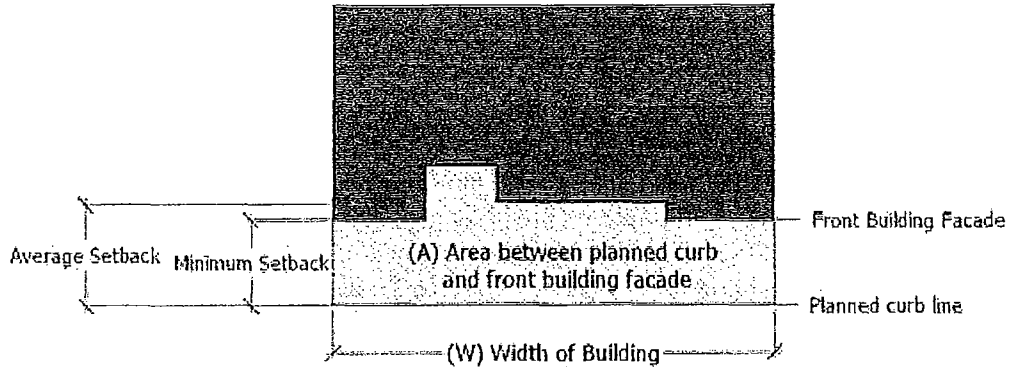 Front Building Facade
Average Setback
Minimum Setback
(A) Area between planned curb
and front building facade
Planned curb line
(W) Width of Building